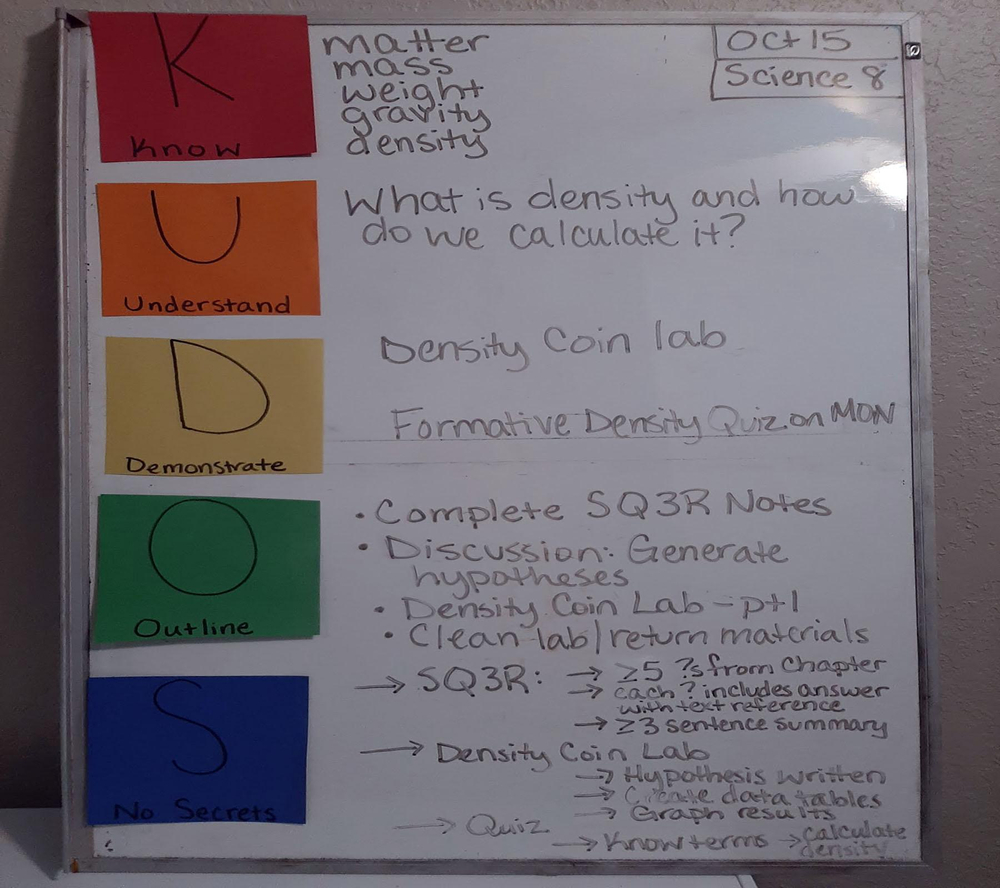 Oct 15
Science 8
K
Know
matter
mass
weight
gravity
density
U
Understand
What is density and how
do we calculate it?
D
Demonstrate
Density Coin lab
Formative Density Quiz on MON
O
Outline
• Complete SQ3R Notes
• Discussion: Generate
hypotheses
• Density Coin Lab - pt 1
• Clean lab/return materials
S
No Secrets
→ SQ3R: → ≥5 ?s from Chapter
→ each ? includes answer
with text reference
→ ≥3 sentence summary
→ Density Coin Lab
→ Hypothesis written
→ Create data tables
→ Graph results
→ Quiz
→ Know terms → calculate
density